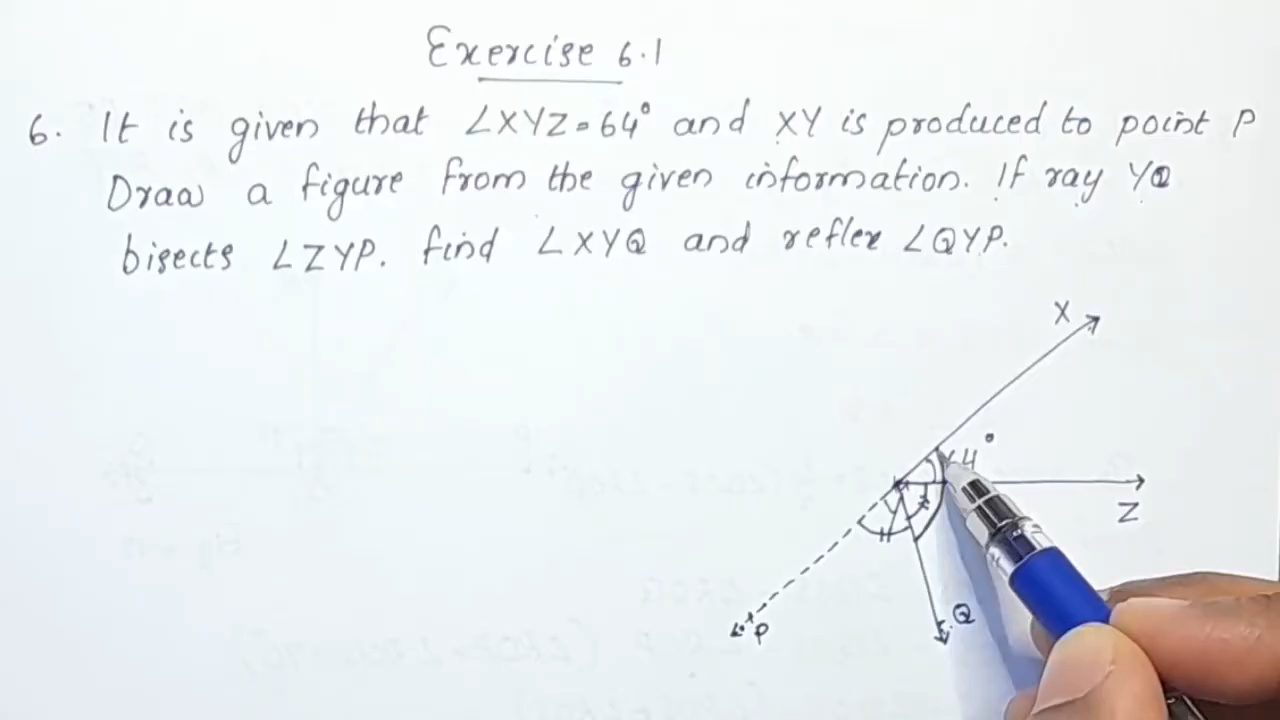 Exercise 6.1
6. It is given that ∠XYZ=64° and XY is produced to point P
Draw a figure from the given information. If ray YQ
bisects ∠ZYP. find ∠XYQ and reflex ∠QYP.
X
4°
Y
Z
P
Q